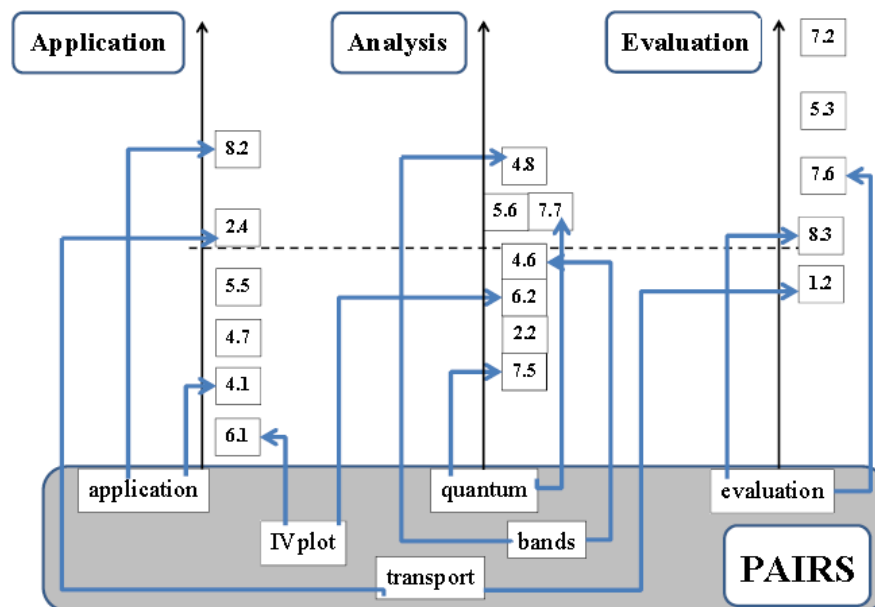 Application
Analysis
Evaluation
7.2
5.3
8.2
4.8
7.6
5.6 7.7
2.4
8.3
4.6
5.5
6.2
1.2
4.7
2.2
4.1
7.5
6.1
application
quantum
evaluation
IVplot
bands
transport
PAIRS